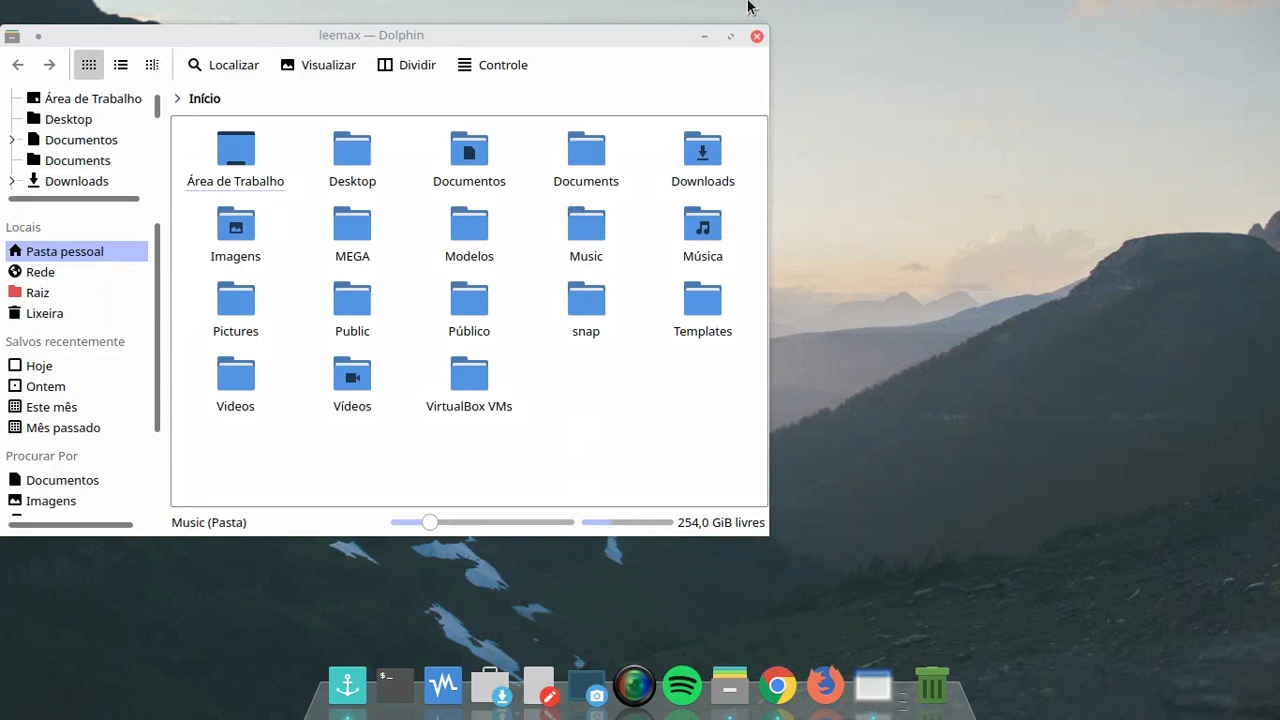 leemax — Dolphin
Localizar Visualizar Dividir Controle
Início
Área de Trabalho
Desktop
Documentos
Documents
Downloads
Locais
Pasta pessoal
Rede
Raiz
Lixeira
Salvos recentemente
Hoje
Ontem
Este mês
Mês passado
Procurar Por
Documentos
Imagens
Área de Trabalho Desktop Documentos Documents Downloads
Imagens MEGA Modelos Music Música
Pictures Public Público snap Templates
Videos Vídeos VirtualBox VMs
Music (Pasta) 254,0 GiB livres
$_